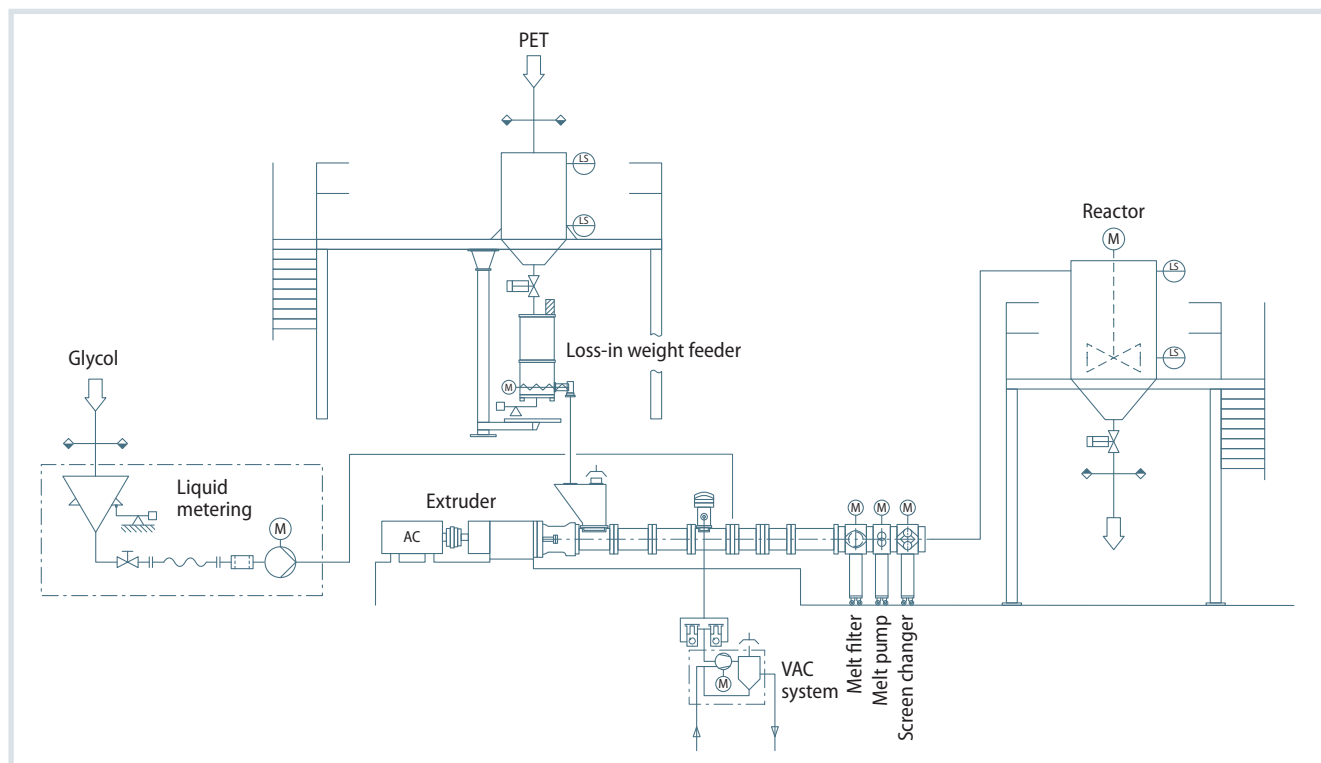 PET
LS
LS
Reactor
M
LS
Loss-in weight feeder
Glycol
LS
M
Liquid
metering
Extruder
M
M
M
M
AC
VAC
system
M
Melt filter
Melt pump
Screen changer